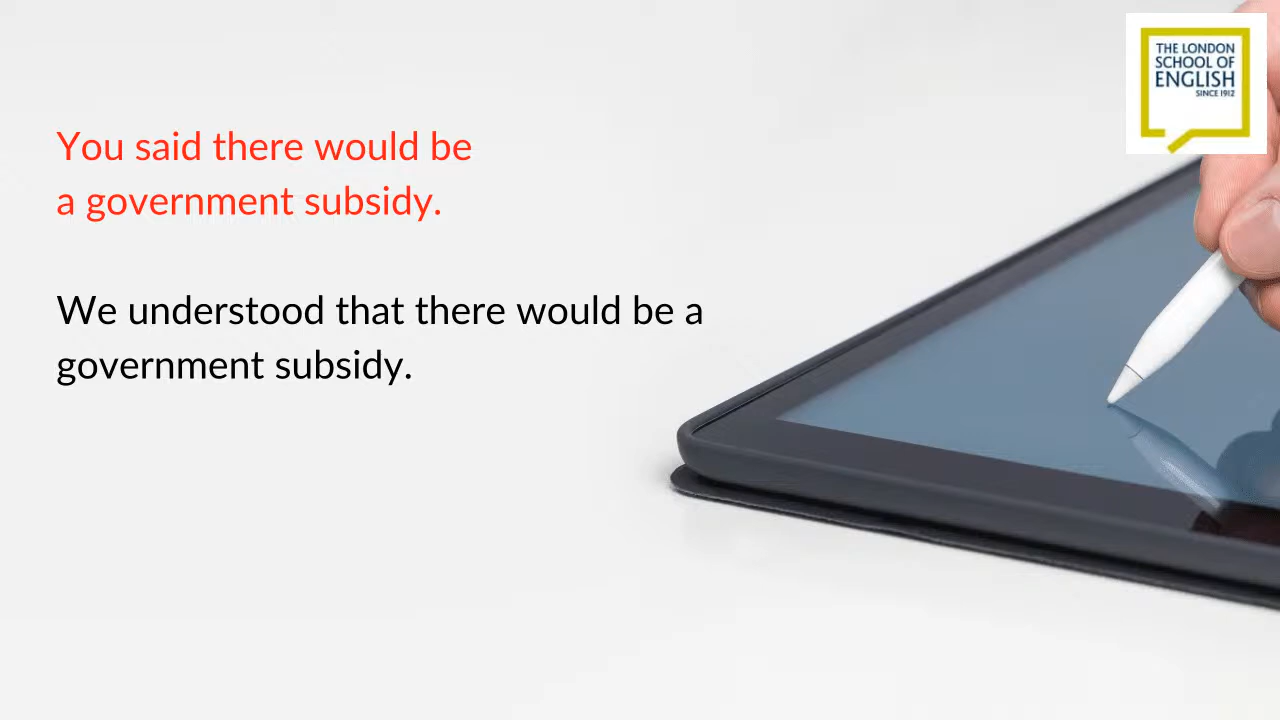 THE LONDON
SCHOOL OF
ENGLISH
SINCE 1912
You said there would be
a government subsidy.
We understood that there would be a
government subsidy.